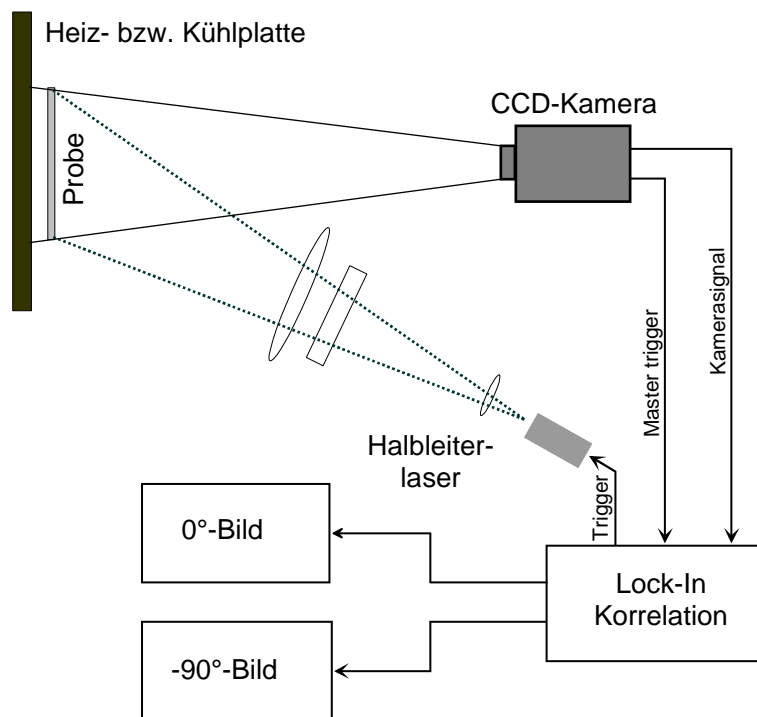 Heiz- bzw. Kühlplatte
CCD-Kamera
Probe
Master trigger
Kamerasignal
Halbleiter-
laser
Trigger
0°-Bild
Lock-In
Korrelation
-90°-Bild